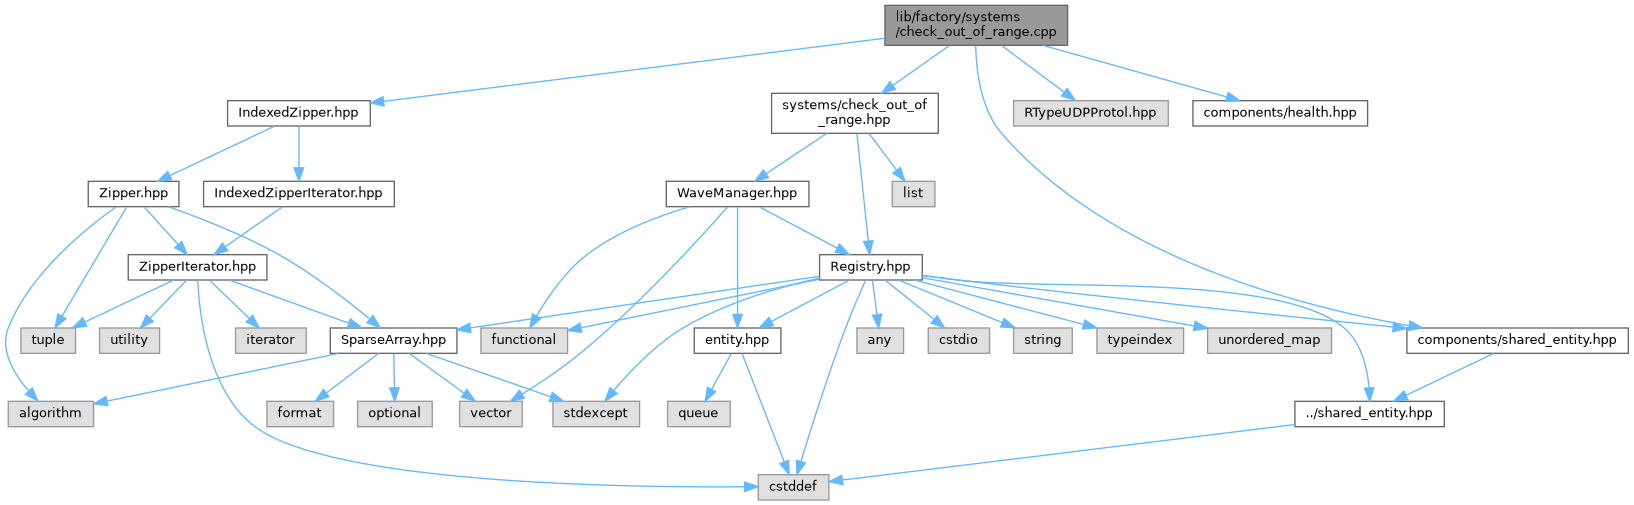 lib/factory/systems
/check_out_of_range.cpp
IndexedZipper.hpp
systems/check_out_of
_range.hpp
RTypeUDPProtol.hpp
components/health.hpp
Zipper.hpp
IndexedZipperIterator.hpp
WaveManager.hpp
list
ZipperIterator.hpp
Registry.hpp
tuple
utility
iterator
SparseArray.hpp
functional
entity.hpp
any
cstdio
string
typeindex
unordered_map
components/shared_entity.hpp
algorithm
format
optional
vector
stdexcept
queue
../shared_entity.hpp
cstddef